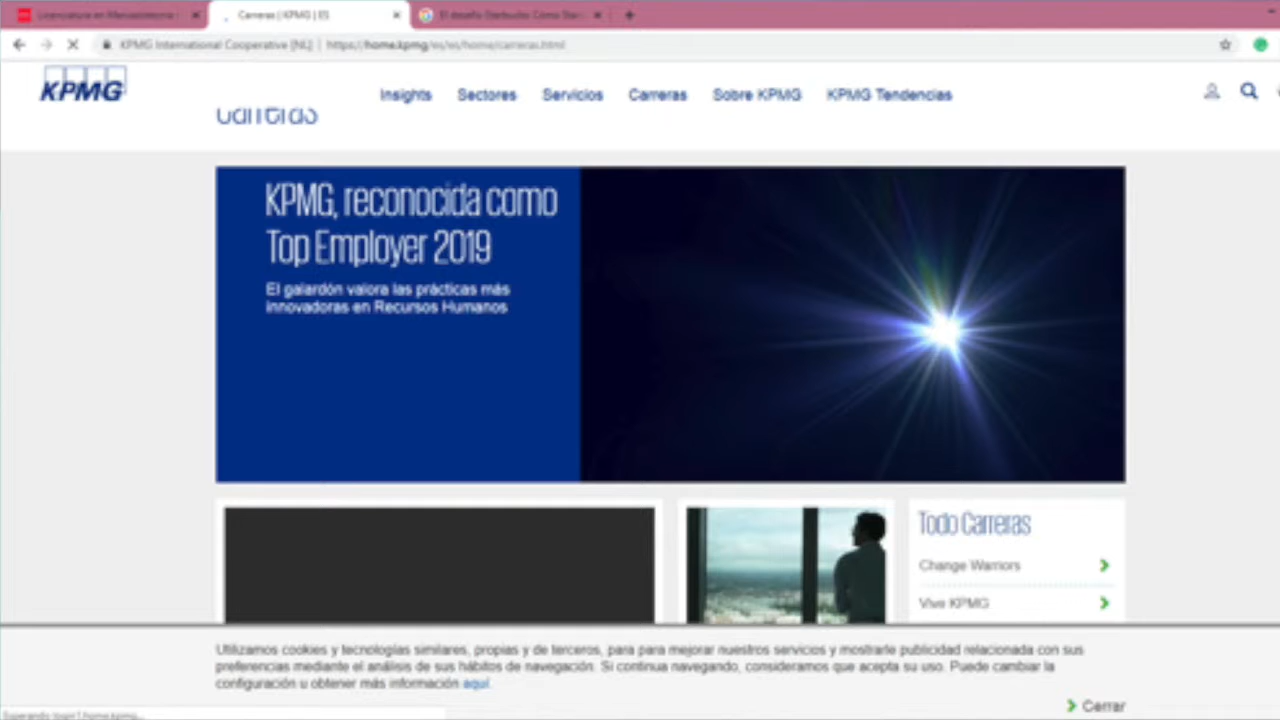 Licenciatura en Mercadotecnia
Carreras | KPMG | ES
El desafío Starbucks: Cómo
KPMG International Cooperative [NL] | https://home.kpmg/es/es/home/carreras.html
KPMG
Insights
Sectores
Servicios
Carreras
Sobre KPMG
KPMG Tendencias
Carreras
KPMG, reconocida como
Top Employer 2019
El galardón valora las prácticas más
innovadoras en Recursos Humanos
Todo Carreras
Change Warriors
Vive KPMG
Utilizamos cookies y tecnologías similares, propias y de terceros, para para mejorar nuestros servicios y mostrarle publicidad relacionada con sus
preferencias mediante el análisis de sus hábitos de navegación. Si continua navegando, consideramos que acepta su uso. Puede cambiar la
configuración u obtener más información aquí.
Cerrar